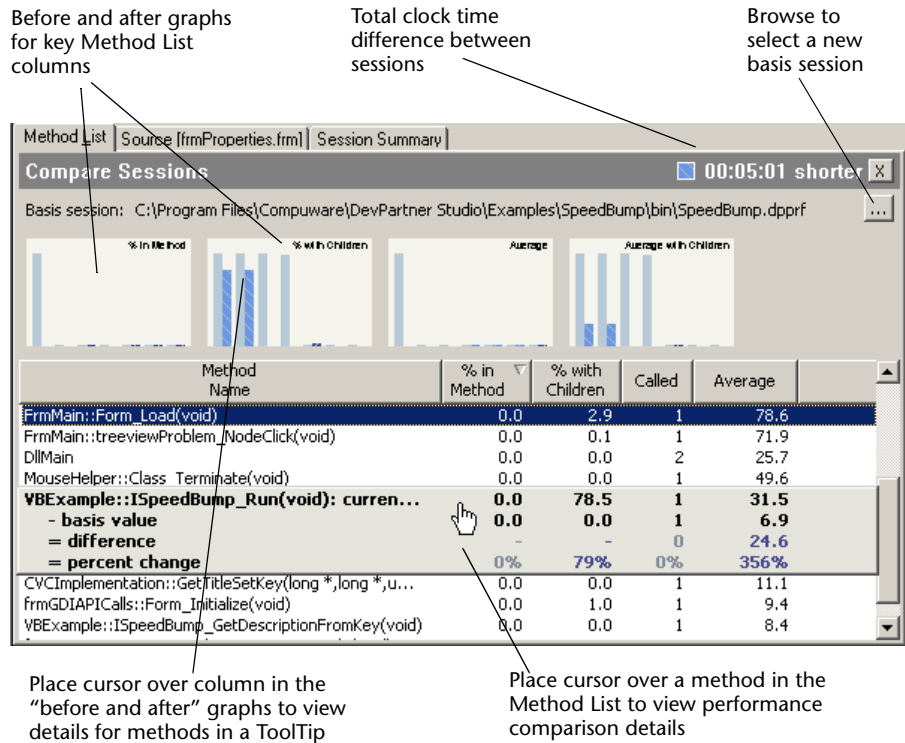 Before and after graphs
for key Method List
columns
Total clock time
difference between
sessions
Browse to
select a new
basis session
Method List Source [frmProperties.frm] Session Summary
Compare Sessions 00:05:01 shorter X
Basis session: C:\Program Files\Compuware\DevPartner Studio\Examples\SpeedBump\bin\SpeedBump.dpprf ...
% in Method % with Children Average Average with Children
Method Name % in Method % with Children Called Average
FrmMain::Form_Load(void) 0.0 2.9 1 78.6
FrmMain::treeviewProblem_NodeClick(void) 0.0 0.1 1 71.9
DllMain 0.0 0.0 2 25.7
MouseHelper::Class_Terminate(void) 0.0 0.0 1 49.6
VBExample::ISpeedBump_Run(void): curren... 0.0 78.5 1 31.5
- basis value 0.0 0.0 1 6.9
= difference - - 0 24.6
= percent change 0% 79% 0% 356%
CVCImplementation::GetTitleSetKey(long *,long *,u... 0.0 0.0 1 11.1
frmGDIAPICalls::Form_Initialize(void) 0.0 1.0 1 9.4
VBExample::ISpeedBump_GetDescriptionFromKey(void) 0.0 0.0 1 8.4
Place cursor over column in the
“before and after” graphs to view
details for methods in a ToolTip
Place cursor over a method in the
Method List to view performance
comparison details